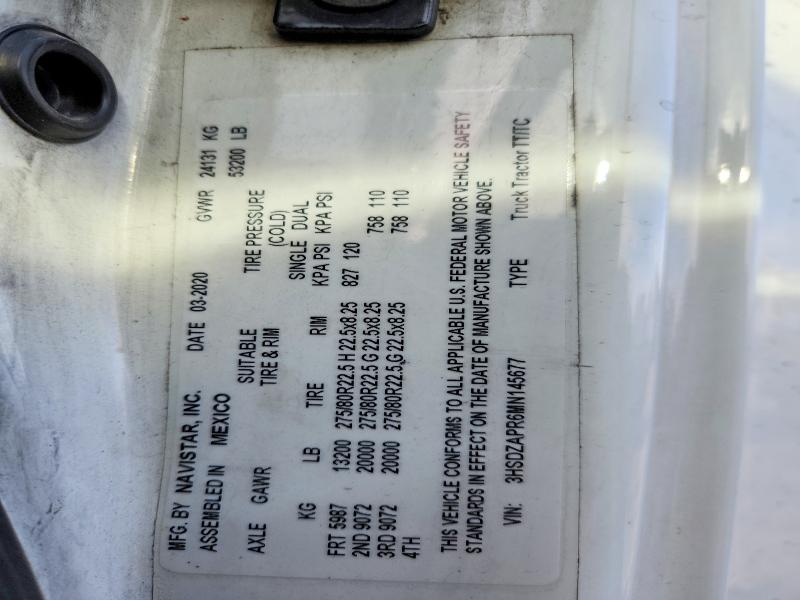 MFG. BY NAVISTAR, INC. DATE 03-2020 GVWR 24131 KG
ASSEMBLED IN MEXICO 53200 LB
AXLE GAWR SUITABLE TIRE & RIM TIRE PRESSURE (COLD)
SINGLE DUAL
KG LB TIRE RIM KPA PSI KPA PSI
FRT 5987 13200 275/80R22.5 H 22.5x8.25 827 120
2ND 9072 20000 275/80R22.5 G 22.5x8.25 758 110
3RD 9072 20000 275/80R22.5 G 22.5x8.25 758 110
4TH
THIS VEHICLE CONFORMS TO ALL APPLICABLE U.S. FEDERAL MOTOR VEHICLE SAFETY
STANDARDS IN EFFECT ON THE DATE OF MANUFACTURE SHOWN ABOVE.
VIN: 3HSDZAPR6MN145677 TYPE Truck Tractor TT/TC